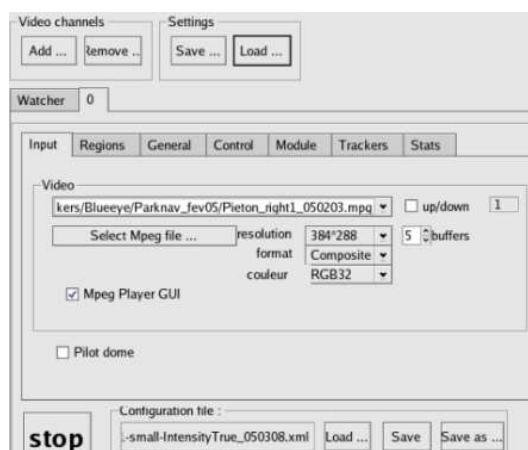 Video channels
Settings
Add ...
Remove ..
Save ...
Load ...
Watcher
0
Input
Regions
General
Control
Module
Trackers
Stats
Video
kers/Blueeye/Parknav_fev05/Pieton_right1_050203.mpg
up/down
1
Select Mpeg file ...
resolution
384*288
5
buffers
format
Composite
couleur
RGB32
Mpeg Player GUI
Pilot dome
Configuration file :
stop
.-small-IntensityTrue_050308.xml
Load ...
Save
Save as ...